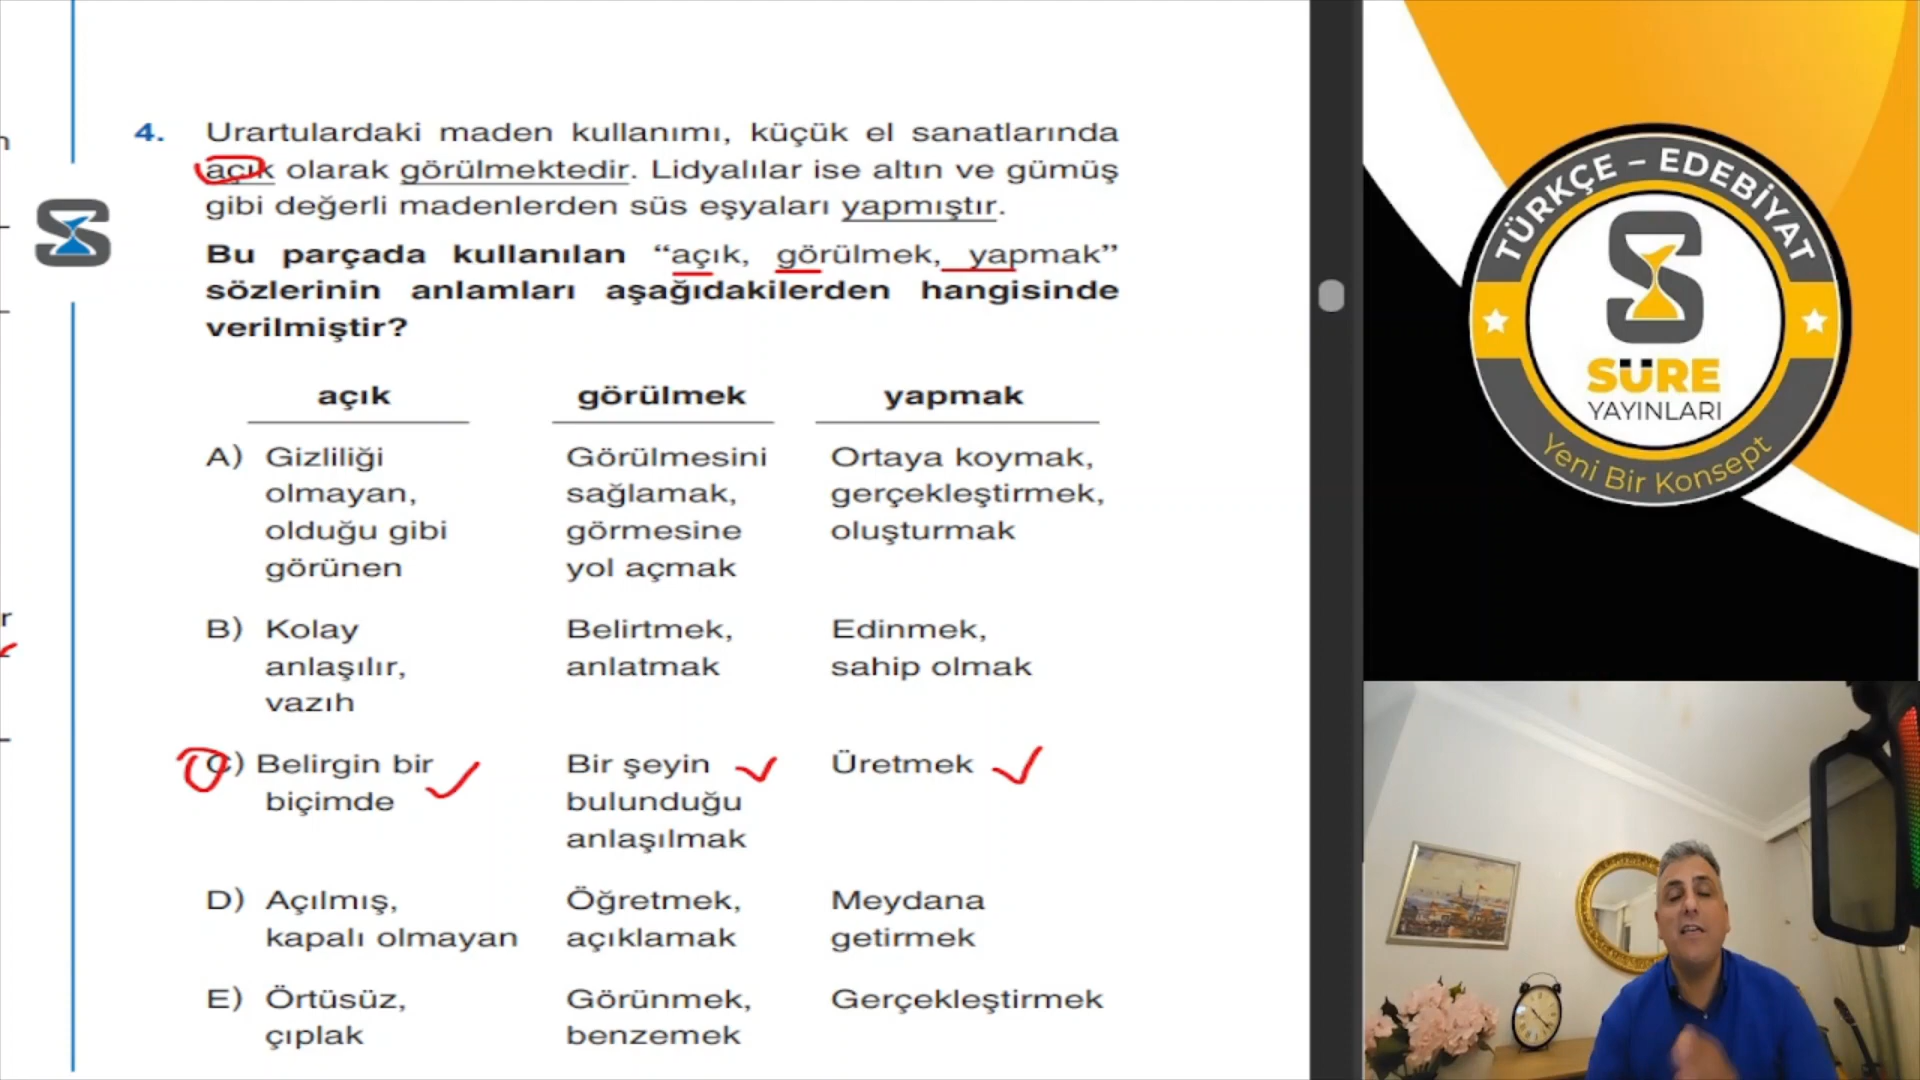 4. Urartulardaki maden kullanımı, küçük el sanatlarında
açık olarak görülmektedir. Lidyalılar ise altın ve gümüş
gibi değerli madenlerden süs eşyaları yapmıştır.
Bu parçada kullanılan “açık, görülmek, yapmak”
sözlerinin anlamları aşağıdakilerden hangisinde
verilmiştir?
açık görülmek yapmak
A) Gizliliği Görülmesini Ortaya koymak,
olmayan, sağlamak, gerçekleştirmek,
olduğu gibi görmesine oluşturmak
görünen yol açmak
B) Kolay Belirtmek, Edinmek,
anlaşılır, anlatmak sahip olmak
vazıh
C) Belirgin bir Bir şeyin Üretmek
biçimde bulunduğu
anlaşılmak
D) Açılmış, Öğretmek, Meydana
kapalı olmayan açıklamak getirmek
E) Örtüsüz, Görünmek, Gerçekleştirmek
çıplak benzemek
TÜRKÇE – EDEBİYAT
SÜRE
YAYINLARI
Yeni Bir Konsept